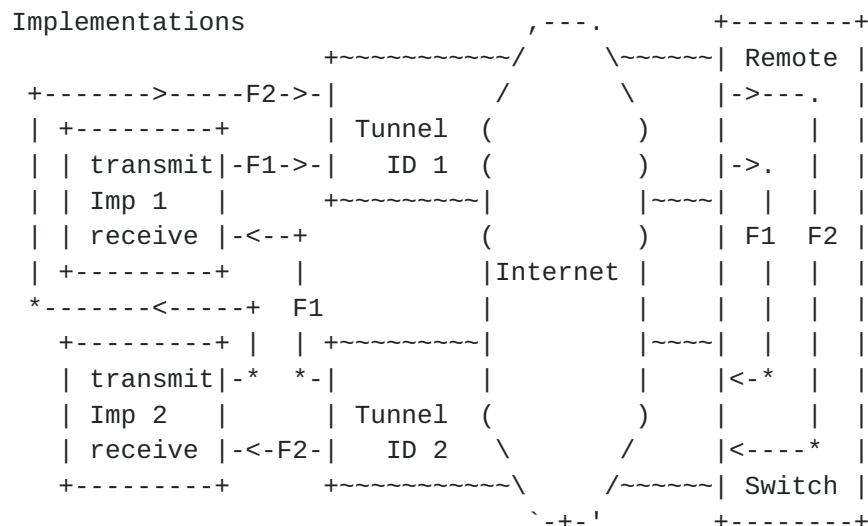 Implementations                  ,---.       +--------+
                    +~~~~~~~~~~~/     \~~~~~~| Remote |
 +------->-----F2->-|          /       \     |->---.  |
 | +---------+      | Tunnel  (         )    |     |  |
 | | transmit|-F1->-|   ID 1  (         )    |->.  |  |
 | | Imp 1   |      +~~~~~~~~~|         |~~~~|  |  |  |
 | | receive |-<--+           (         )    | F1  F2 |
 | +---------+    |           |Internet |    |  |  |  |
 *-------<-----+  F1          |         |    |  |  |  |
   +---------+ |  | +~~~~~~~~~|         |~~~~|  |  |  |
   | transmit|-*  *-|         |         |    |<-*  |  |
   | Imp 2   |      | Tunnel  (         )    |     |  |
   | receive |-<-F2-|   ID 2   \       /     |<----*  |
   +---------+      +~~~~~~~~~~~\     /~~~~~~| Switch |
                                 `-+-'       +--------+